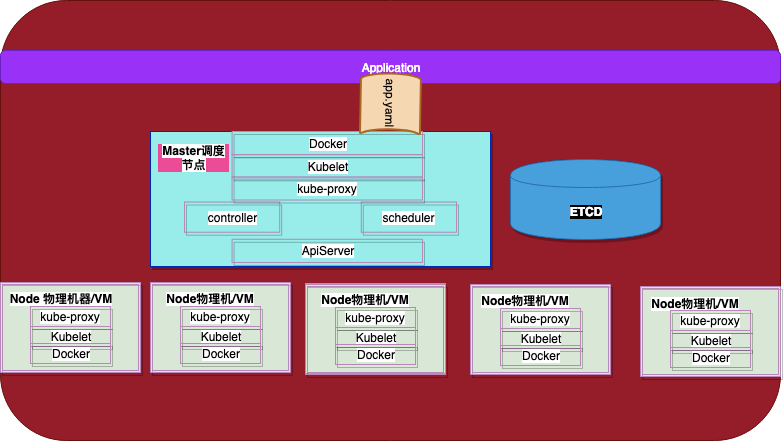 Application
app.yaml
Master调度
节点
Docker
Kubelet
kube-proxy
controller
scheduler
ApiServer
ETCD
Node 物理机器/VM
kube-proxy
Kubelet
Docker
Node物理机/VM
kube-proxy
Kubelet
Docker
Node物理机/VM
kube-proxy
Kubelet
Docker
Node物理机/VM
kube-proxy
Kubelet
Docker
Node物理机/VM
kube-proxy
Kubelet
Docker